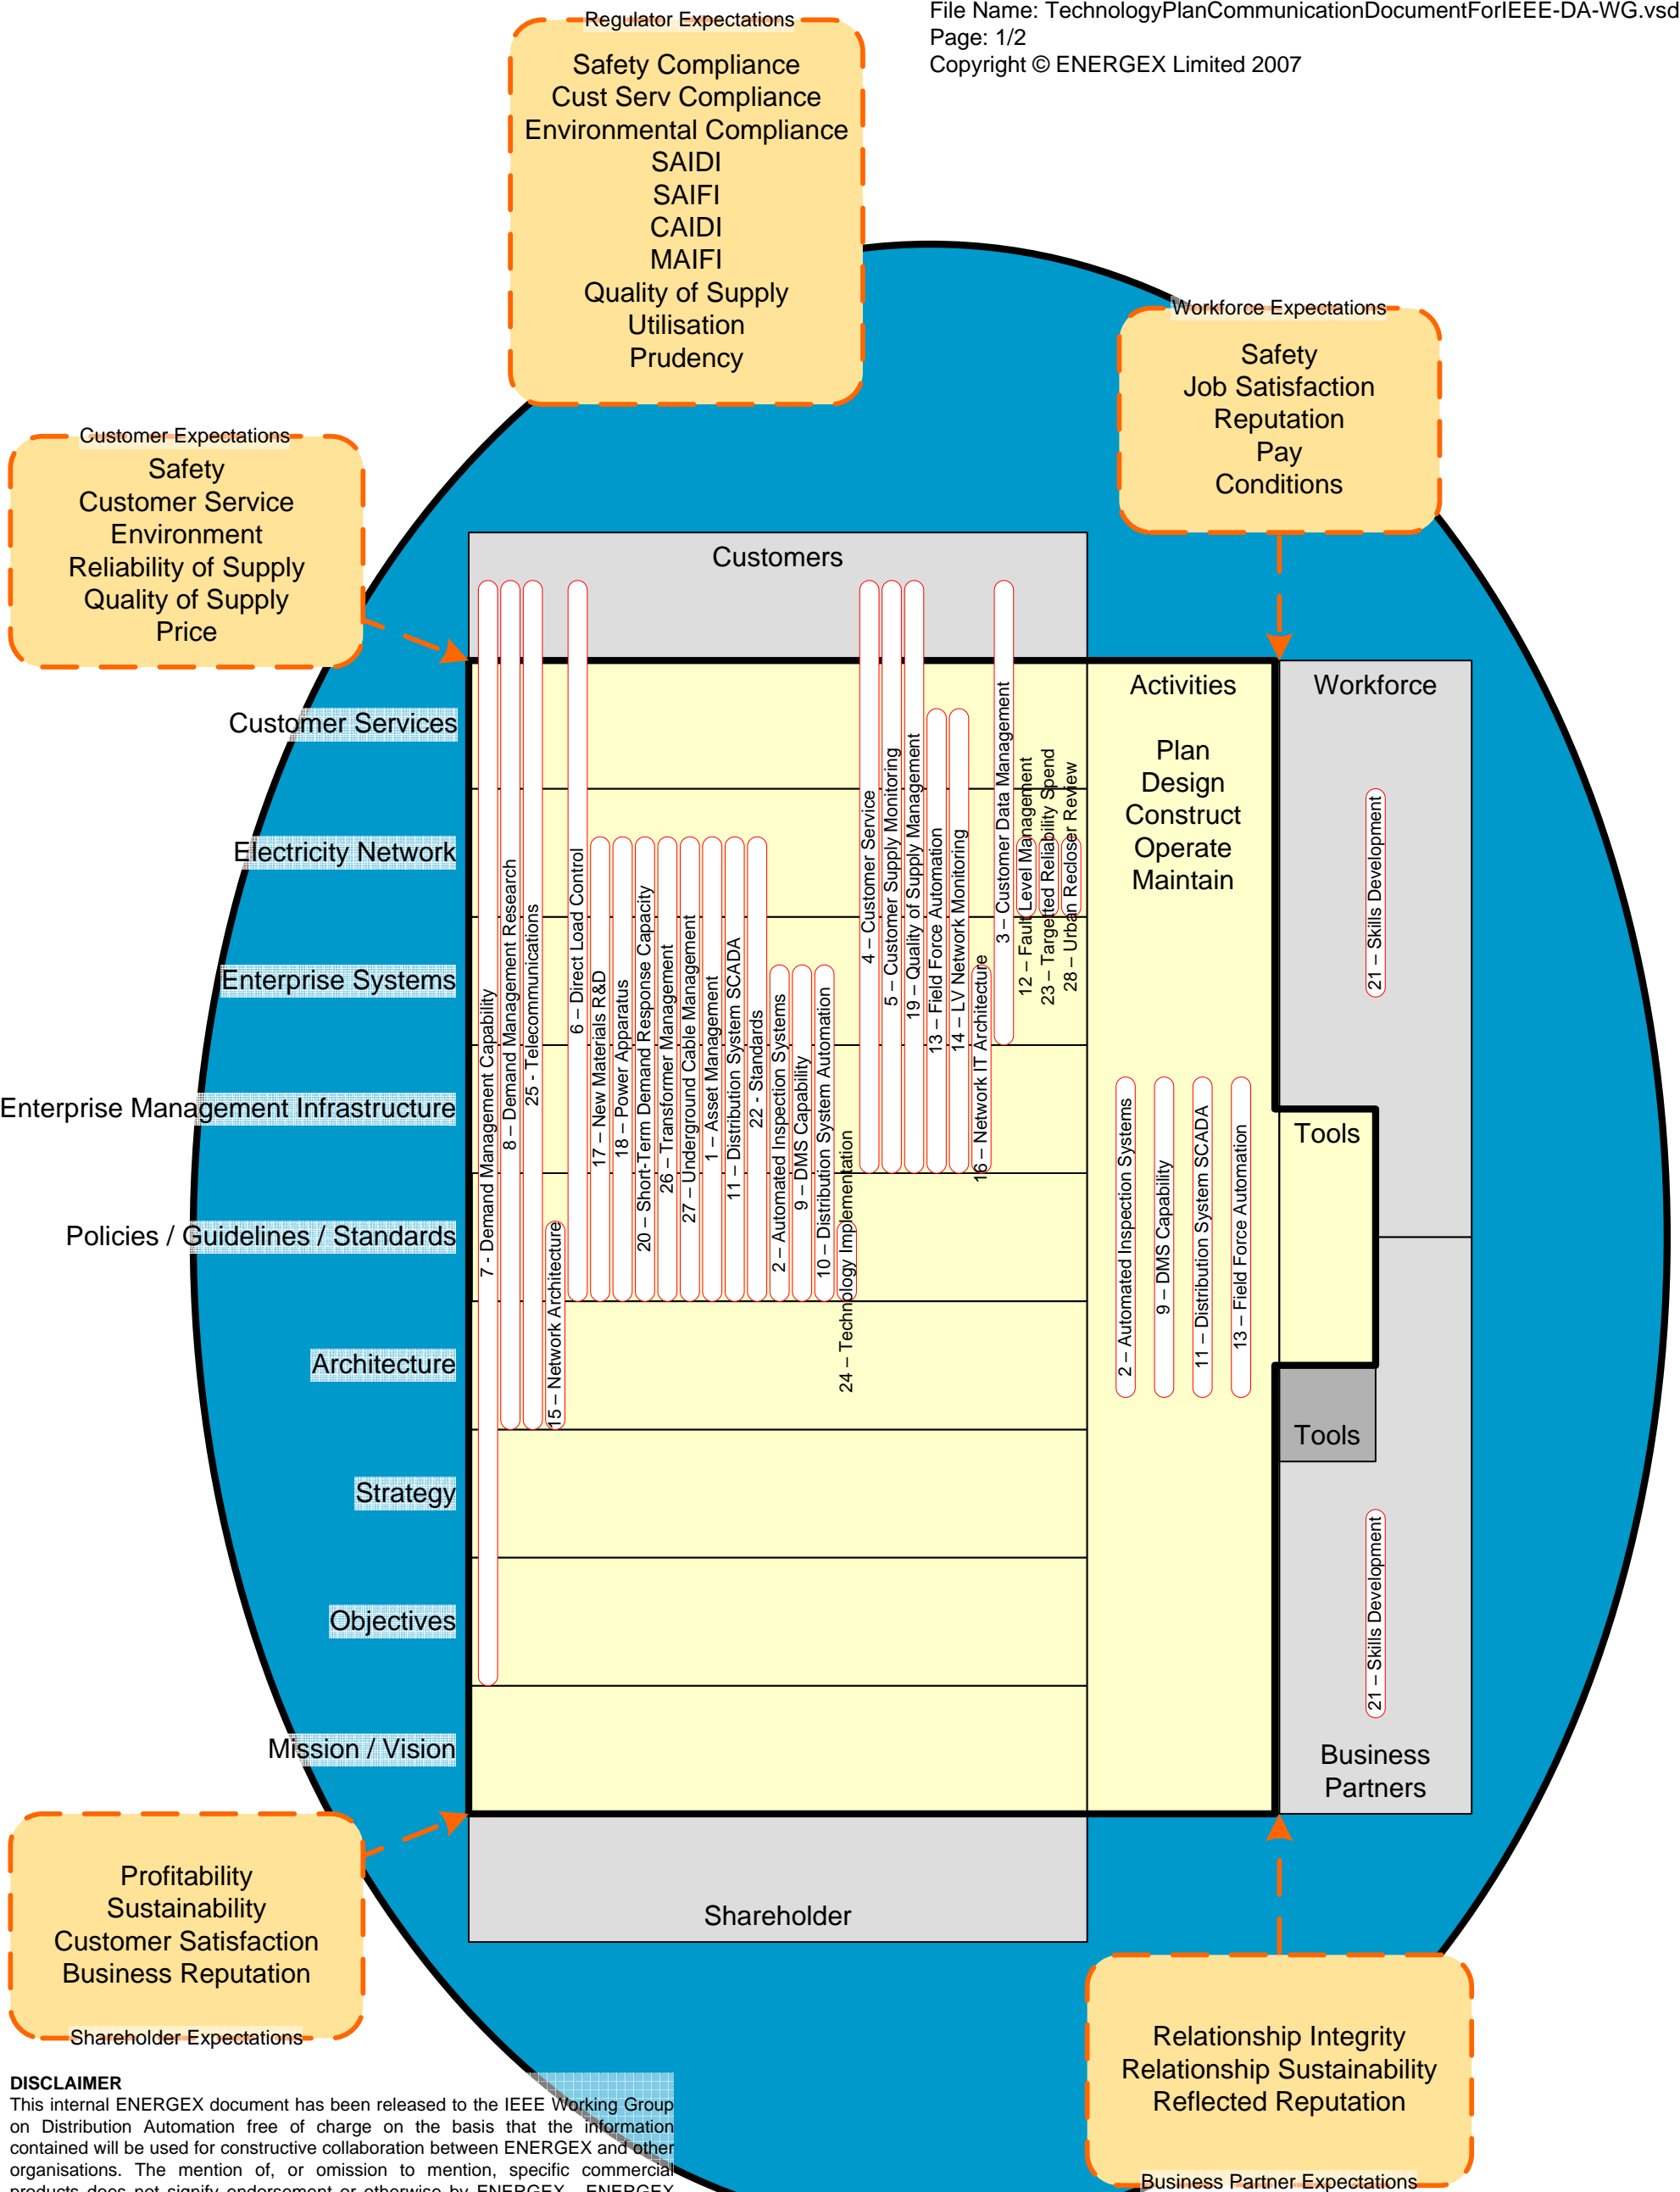 File Name: TechnologyPlanCommunicationDocumentForIEEE-DA-WG.vsd
Page: 1/2
Copyright © ENERGEX Limited 2007
Regulator Expectations
Safety Compliance
Cust Serv Compliance
Environmental Compliance
SAIDI
SAIFI
CAIDI
MAIFI
Quality of Supply
Utilisation
Prudency
Workforce Expectations
Safety
Job Satisfaction
Reputation
Pay
Conditions
Customer Expectations
Safety
Customer Service
Environment
Reliability of Supply
Quality of Supply
Price
Customers
Customer Services
Electricity Network
Enterprise Systems
Enterprise Management Infrastructure
Policies / Guidelines / Standards
Architecture
Strategy
Objectives
Mission / Vision
7 - Demand Management Capability
8 – Demand Management Research
25 - Telecommunications
15 – Network Architecture
6 – Direct Load Control
17 – New Materials R&D
18 – Power Apparatus
20 – Short-Term Demand Response Capacity
26 – Transformer Management
27 – Underground Cable Management
1 – Asset Management
11 – Distribution System SCADA
22 - Standards
2 – Automated Inspection Systems
9 – DMS Capability
10 – Distribution System Automation
24 – Technology Implementation
4 – Customer Service
5 – Customer Supply Monitoring
19 – Quality of Supply Management
13 – Field Force Automation
14 – LV Network Monitoring
16 – Network IT Architecture
3 – Customer Data Management
12 – Fault Level Management
23 – Targetted Reliability Spend
28 – Urban Recloser Review
Activities
Plan
Design
Construct
Operate
Maintain
2 – Automated Inspection Systems
9 – DMS Capability
11 – Distribution System SCADA
13 – Field Force Automation
Workforce
21 – Skills Development
Tools
Tools
21 – Skills Development
Business
Partners
Shareholder
Profitability
Sustainability
Customer Satisfaction
Business Reputation
Shareholder Expectations
Relationship Integrity
Relationship Sustainability
Reflected Reputation
Business Partner Expectations
DISCLAIMER
This internal ENERGEX document has been released to the IEEE Working Group
on Distribution Automation free of charge on the basis that the information
contained will be used for constructive collaboration between ENERGEX and other
organisations. The mention of, or omission to mention, specific commercial
products does not signify endorsement or otherwise by ENERGEX. ENERGEX